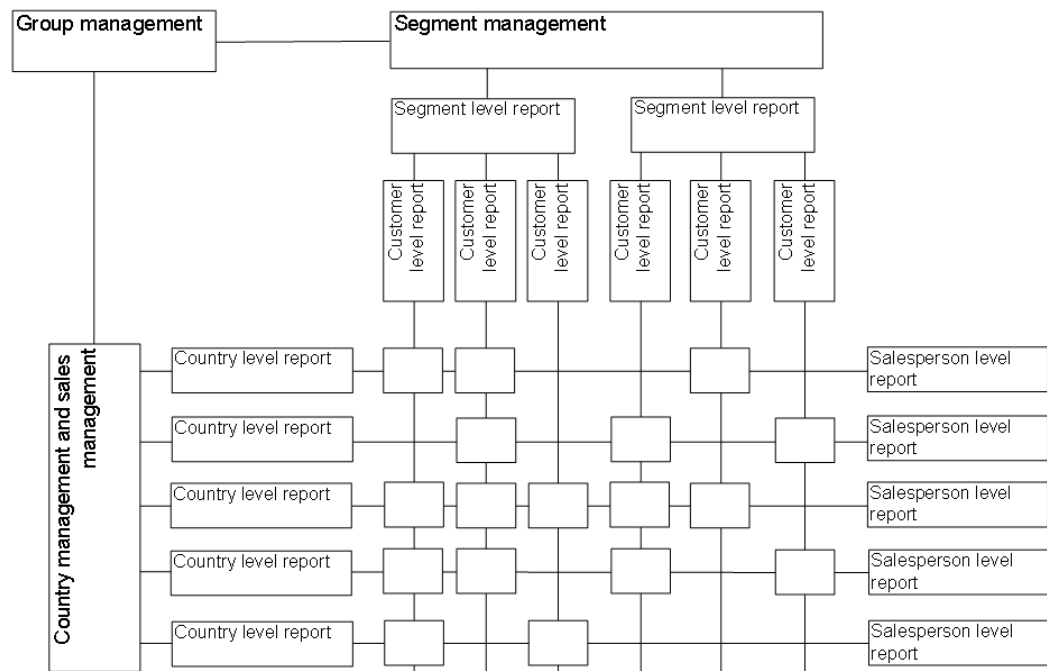 Group management
Segment management
Segment level report
Segment level report
Customer
level report
Customer
level report
Customer
level report
Customer
level report
Customer
level report
Customer
level report
Country management and sales
management
Country level report
Salesperson level
report
Country level report
Salesperson level
report
Country level report
Salesperson level
report
Country level report
Salesperson level
report
Country level report
Salesperson level
report